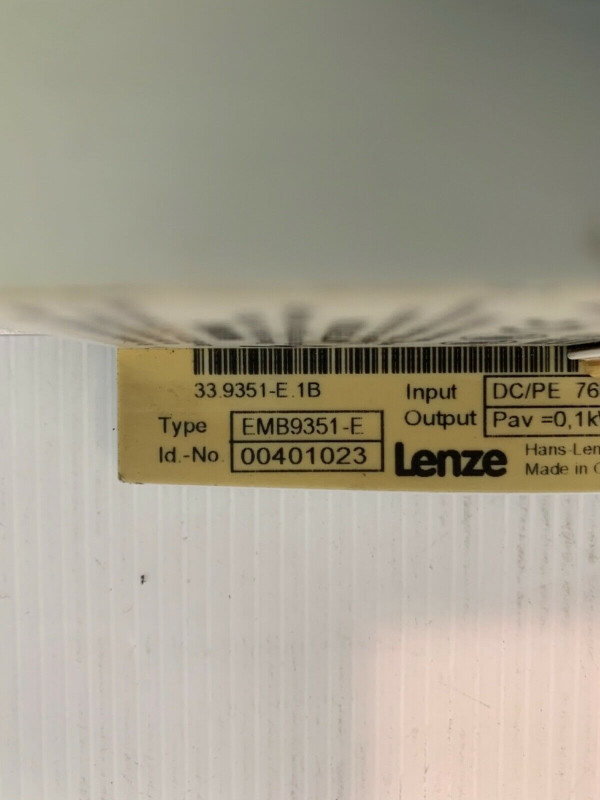 33.9351-E.1B
Input DC/PE 76
Output Pav =0,1k
Type EMB9351-E
Id.-No. 00401023
Lenze
Hans-Len
Made in